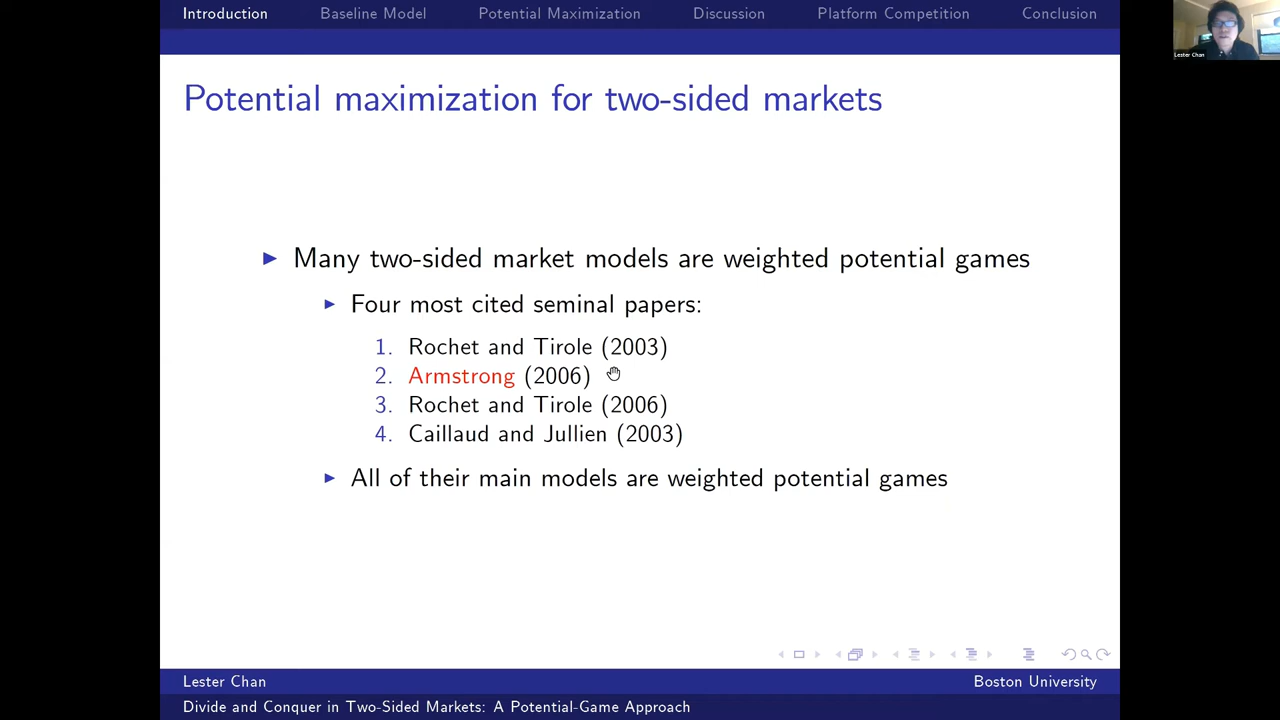 Introduction Baseline Model Potential Maximization Discussion Platform Competition Conclusion
Lester Chan
Potential maximization for two-sided markets
Many two-sided market models are weighted potential games
Four most cited seminal papers:
1. Rochet and Tirole (2003)
2. Armstrong (2006)
3. Rochet and Tirole (2006)
4. Caillaud and Jullien (2003)
All of their main models are weighted potential games
Lester Chan Boston University
Divide and Conquer in Two-Sided Markets: A Potential-Game Approach